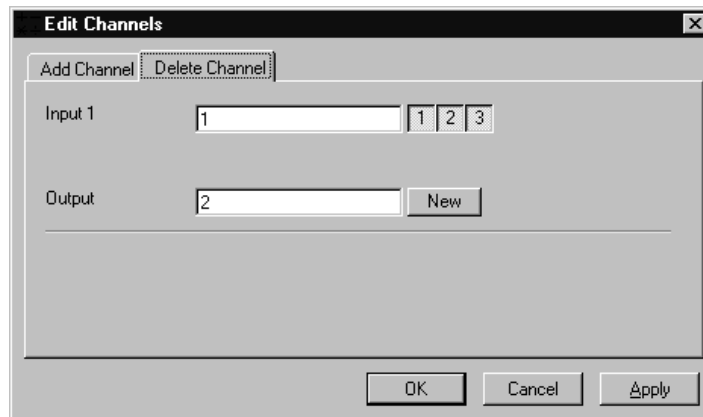 Edit Channels
Add Channel Delete Channel
Input 1 1 1 2 3
Output 2 New
OK Cancel Apply